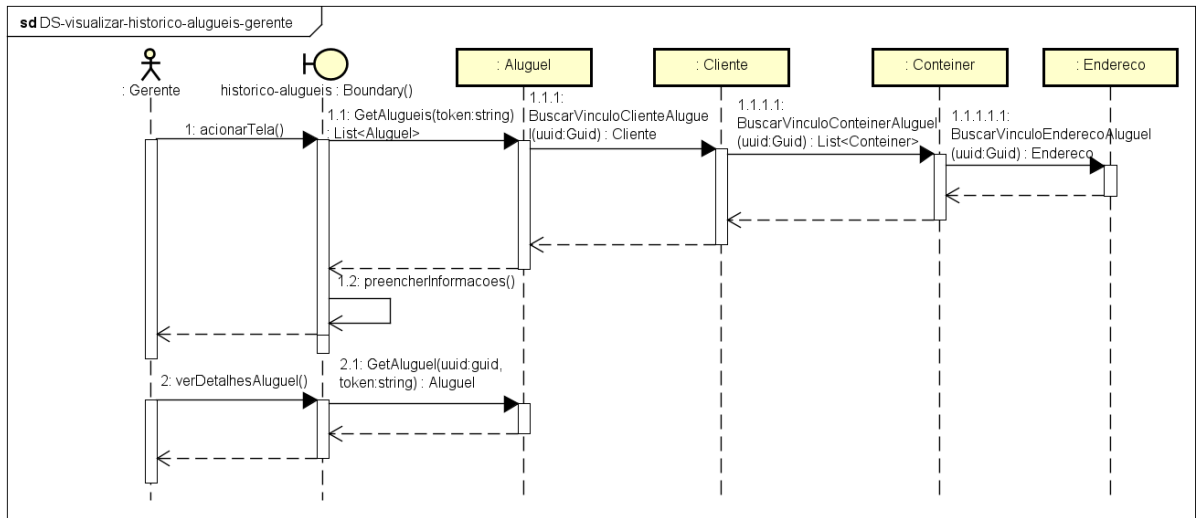 sd DS-visualizar-historico-alugueis-gerente
: Gerente
historico-alugueis : Boundary()
: Aluguel
: Cliente
: Conteiner
: Endereco
1: acionarTela()
1.1: GetAlugueis(token:string)
: List<Aluguel>
1.1.1:
BuscarVinculoClienteAlugue
l(uuid:Guid) : Cliente
1.1.1.1:
BuscarVinculoConteinerAluguel
(uuid:Guid) : List<Conteiner>
1.1.1.1.1:
BuscarVinculoEnderecoAluguel
(uuid:Guid) : Endereco
1.2: preencherInformacoes()
2: verDetalhesAluguel()
2.1: GetAluguel(uuid:guid,
token:string) : Aluguel